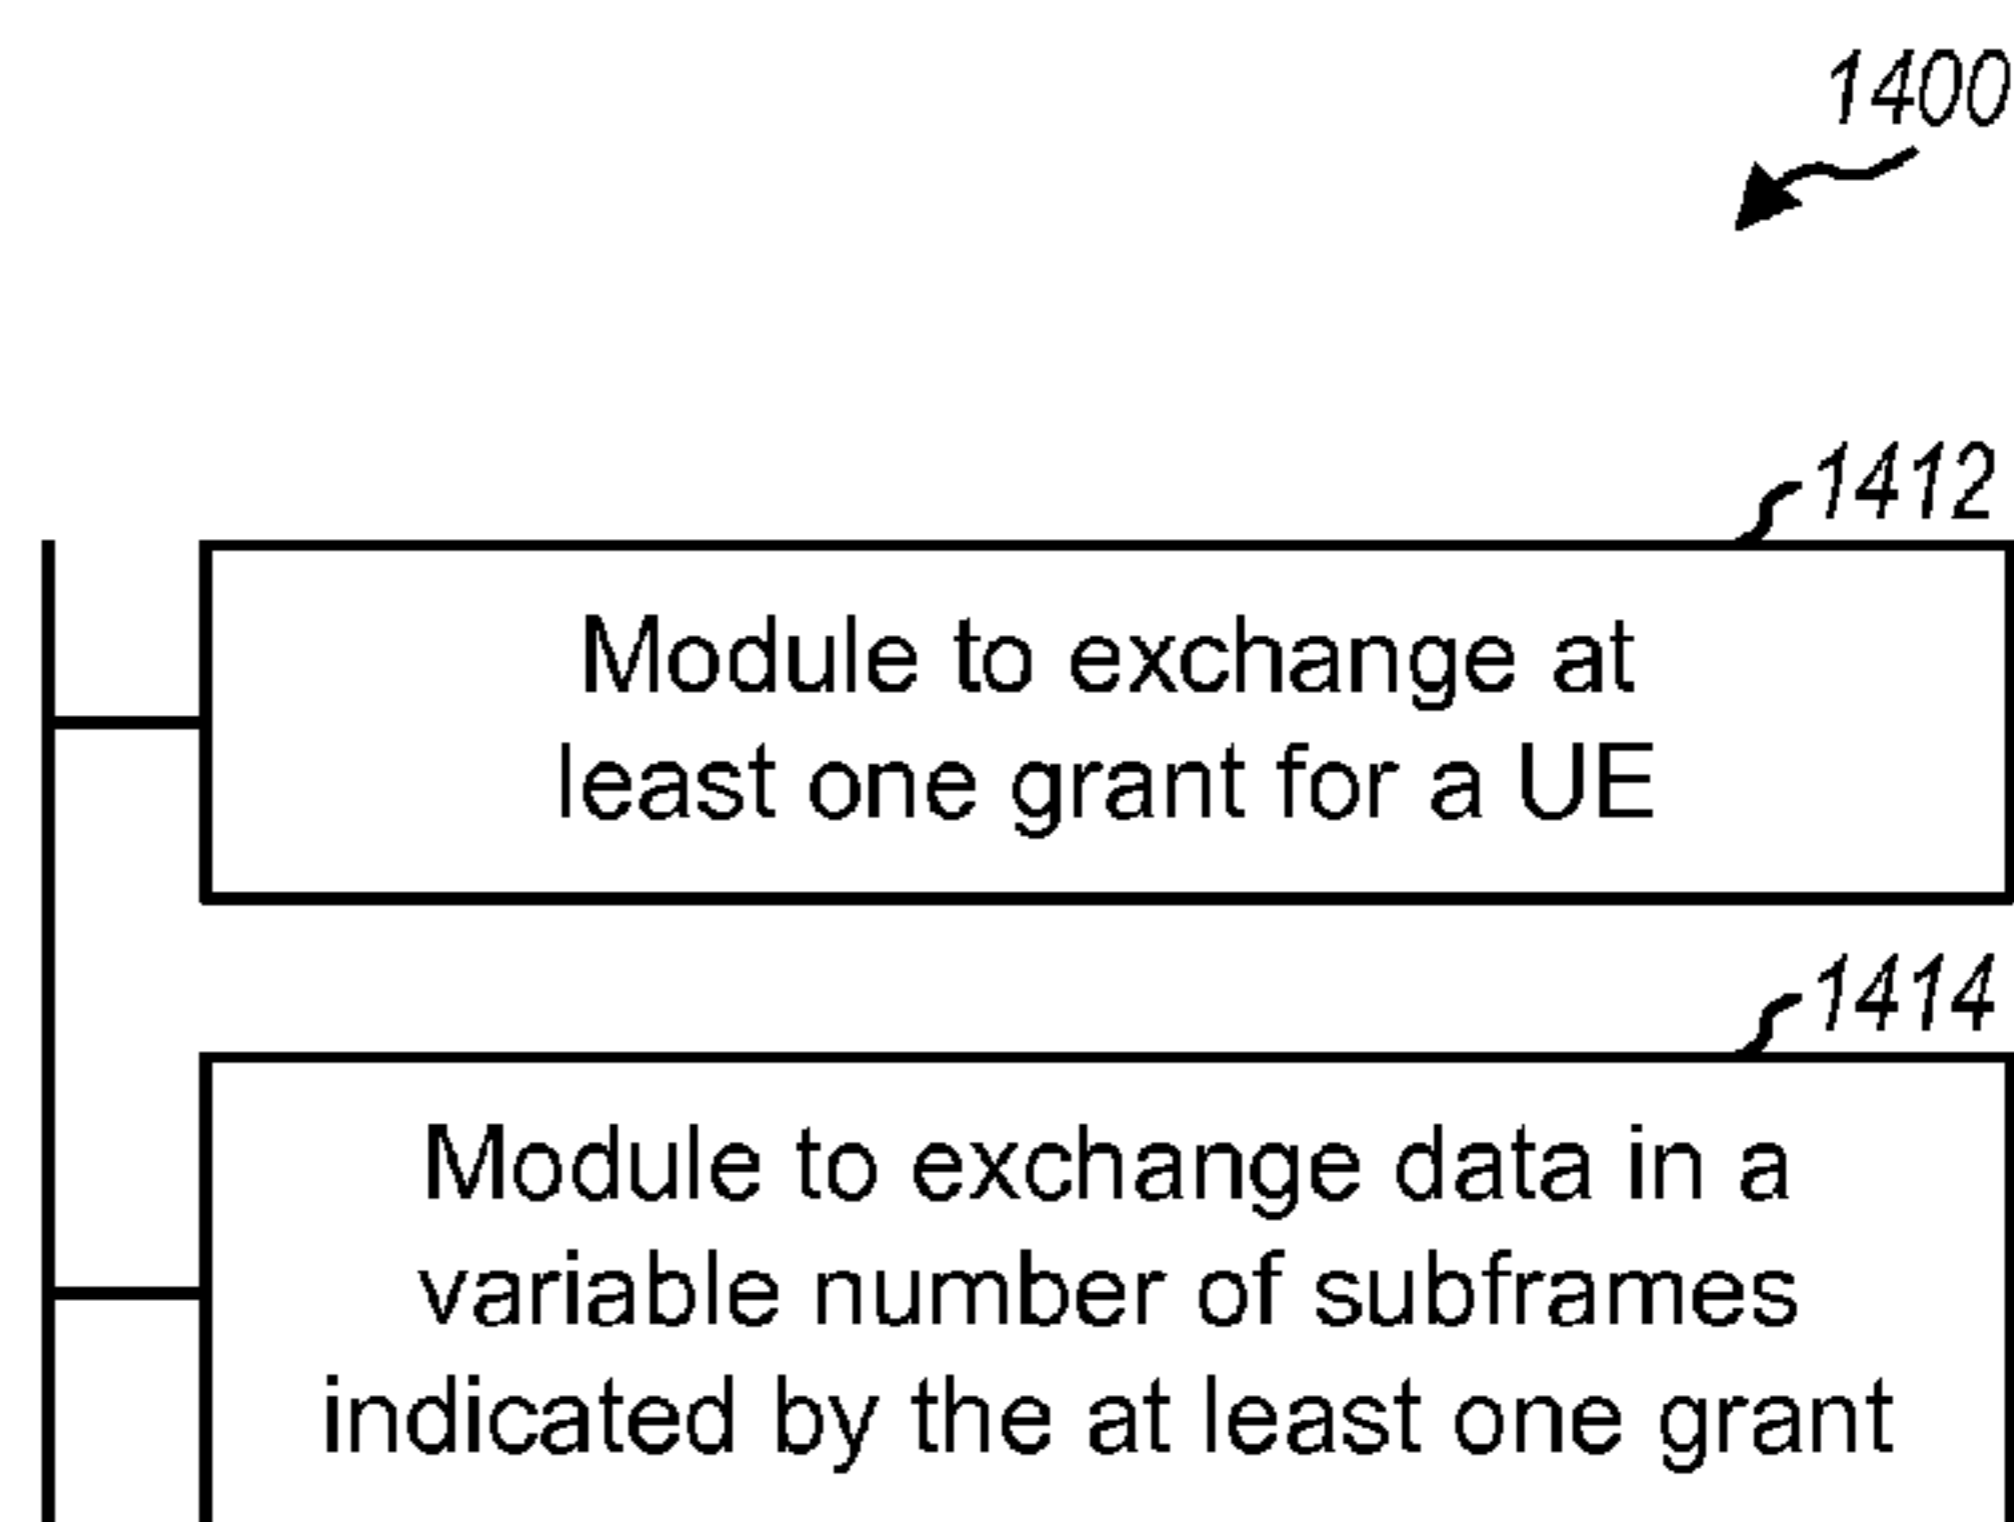 1400
1412
Module to exchange at
least one grant for a UE
1414
Module to exchange data in a
variable number of subframes
indicated by the at least one grant